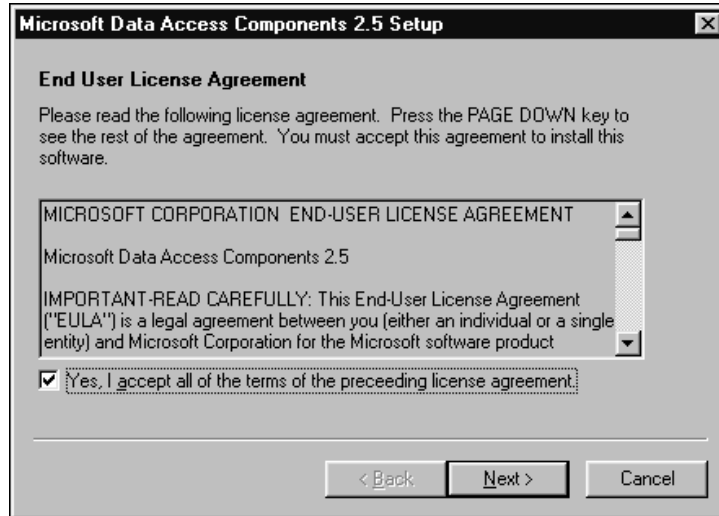 Microsoft Data Access Components 2.5 Setup
End User License Agreement
Please read the following license agreement. Press the PAGE DOWN key to
see the rest of the agreement. You must accept this agreement to install this
software.
MICROSOFT CORPORATION END-USER LICENSE AGREEMENT
Microsoft Data Access Components 2.5
IMPORTANT-READ CAREFULLY: This End-User License Agreement
("EULA") is a legal agreement between you (either an individual or a single
entity) and Microsoft Corporation for the Microsoft software product
Yes, I accept all of the terms of the preceeding license agreement.
< Back Next > Cancel